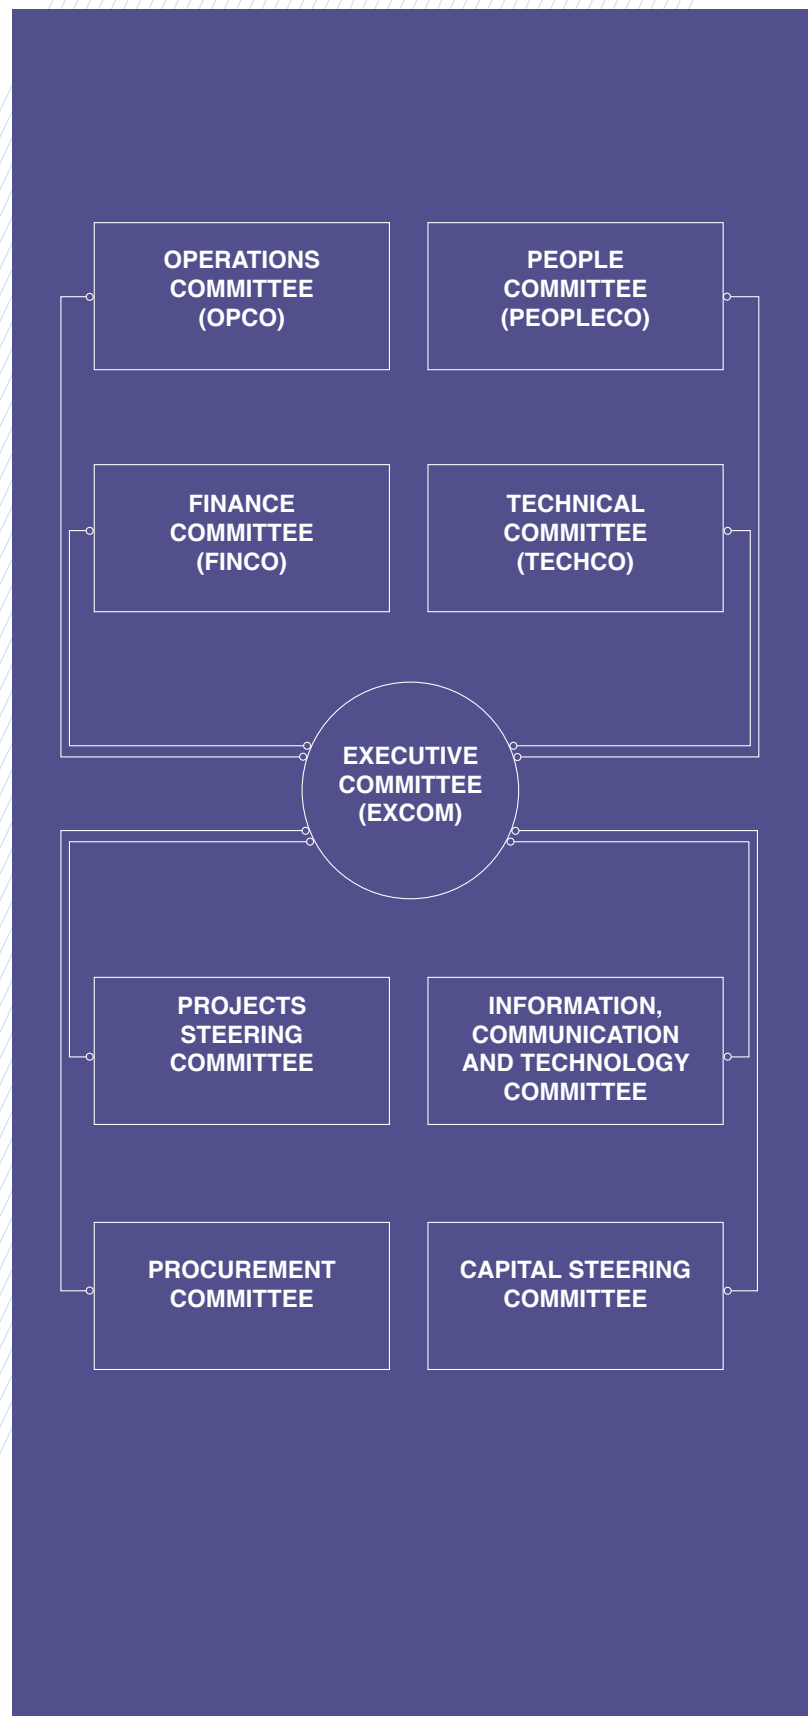 OPERATIONS
COMMITTEE
(OPCO)
PEOPLE
COMMITTEE
(PEOPLECO)
FINANCE
COMMITTEE
(FINCO)
TECHNICAL
COMMITTEE
(TECHCO)
EXECUTIVE
COMMITTEE
(EXCOM)
PROJECTS
STEERING
COMMITTEE
INFORMATION,
COMMUNICATION
AND TECHNOLOGY
COMMITTEE
PROCUREMENT
COMMITTEE
CAPITAL STEERING
COMMITTEE